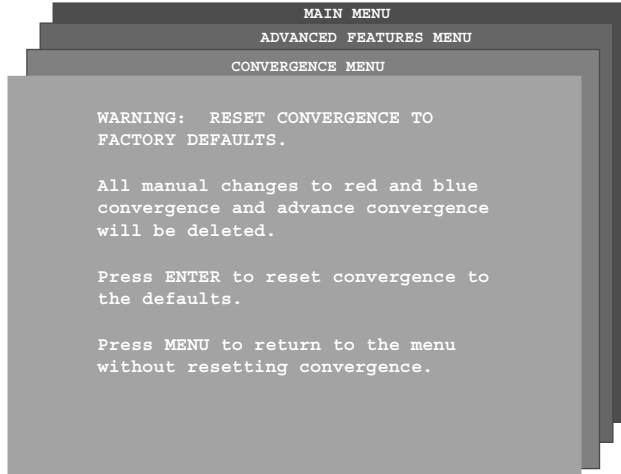 MAIN MENU
ADVANCED FEATURES MENU
CONVERGENCE MENU
WARNING:  RESET CONVERGENCE TO
FACTORY DEFAULTS.
All manual changes to red and blue
convergence and advance convergence
will be deleted.
Press ENTER to reset convergence to
the defaults.
Press MENU to return to the menu
without resetting convergence.